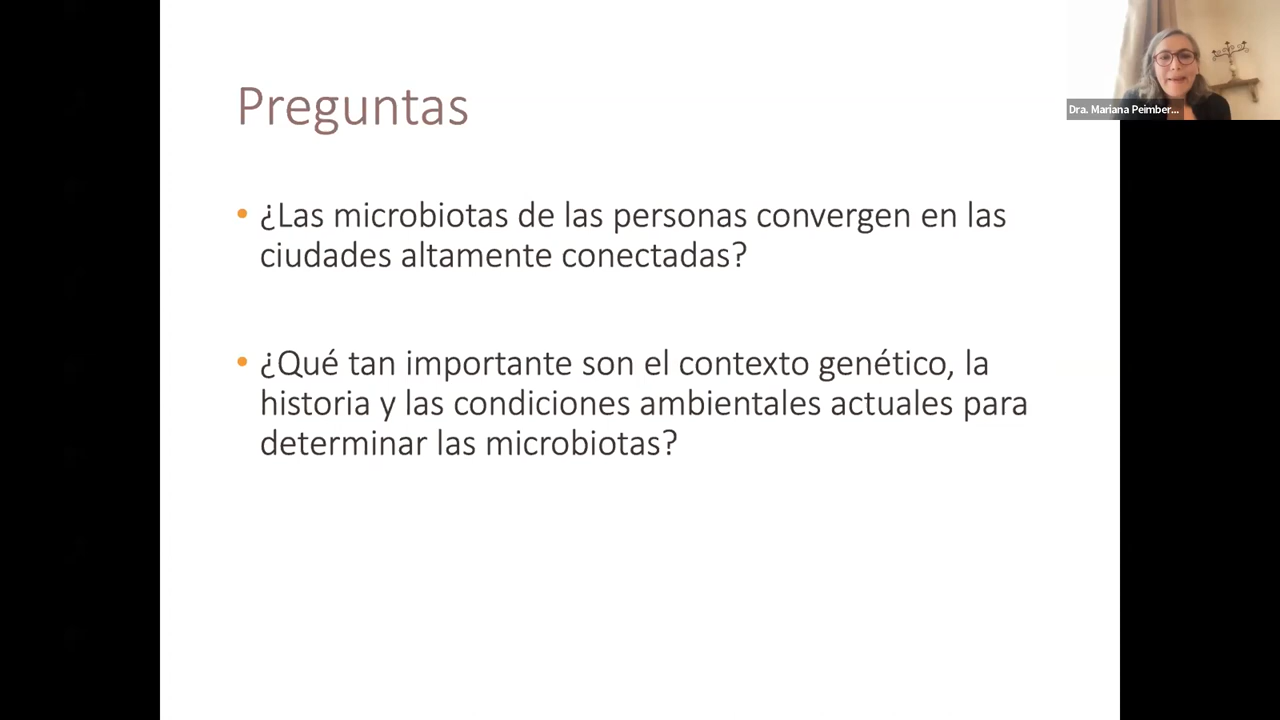 Preguntas
Dra. Mariana Peimber...
• ¿Las microbiotas de las personas convergen en las
ciudades altamente conectadas?
• ¿Qué tan importante son el contexto genético, la
historia y las condiciones ambientales actuales para
determinar las microbiotas?